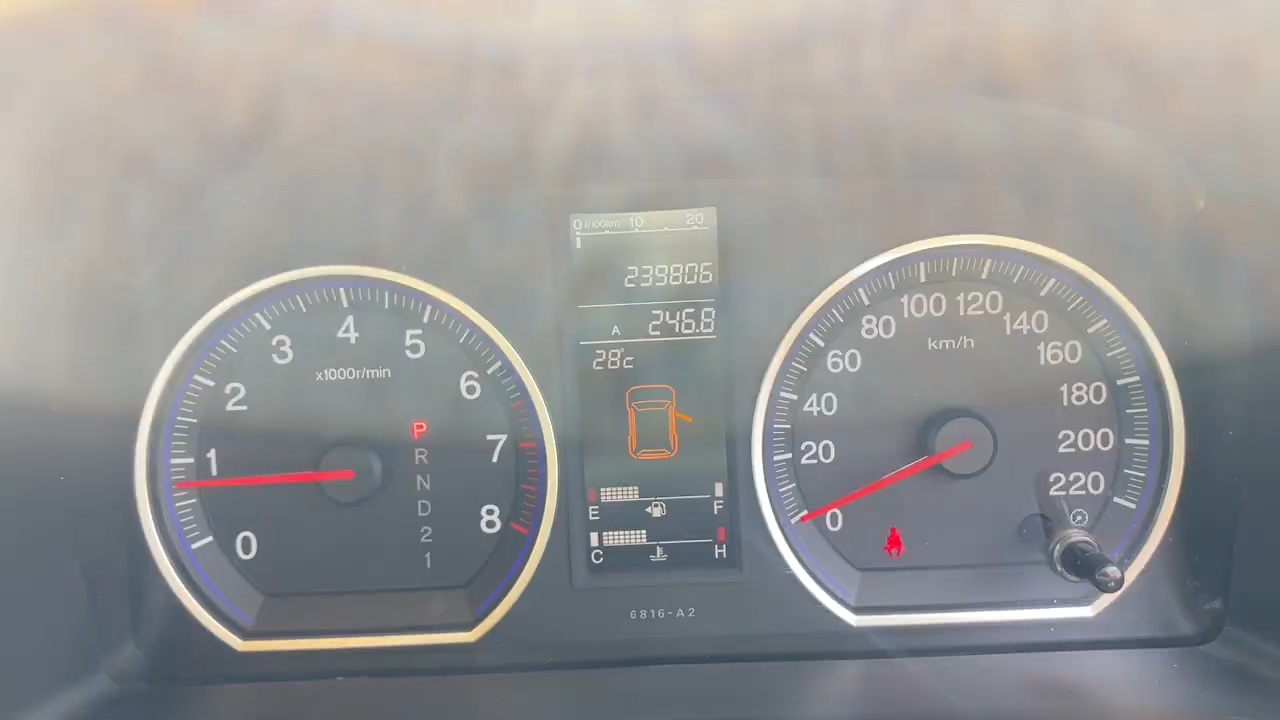 0 l/100km 10 20
239806
A 246.8
28°c
E F
C H
6816-A2
0 1 2 3 4 5 6 7 8
x1000r/min
P
R
N
D
2
1
0 20 40 60 80 100 120 140 160 180 200 220
km/h